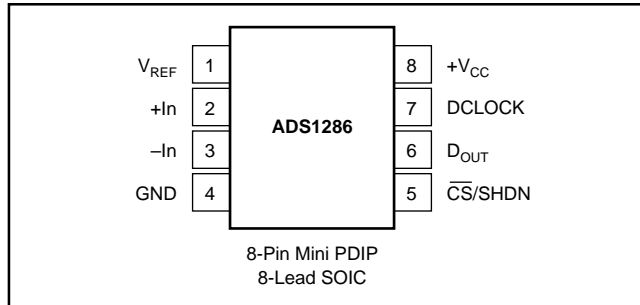 V_REF 1 8 +V_CC
+In 2 7 DCLOCK
ADS1286
–In 3 6 D_OUT
GND 4 5 C̅S̅/SHDN
8-Pin Mini PDIP
8-Lead SOIC